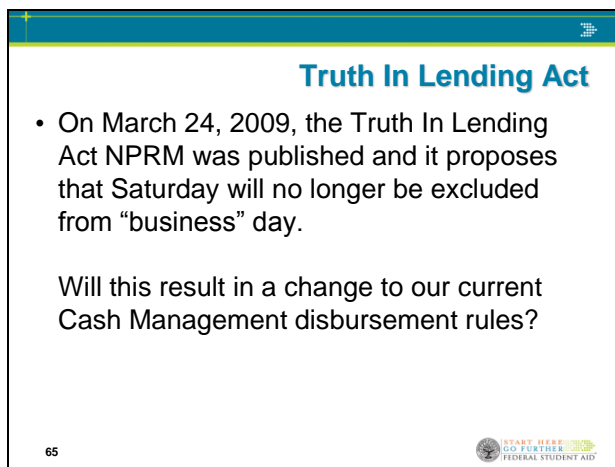 Truth In Lending Act
• On March 24, 2009, the Truth In Lending
Act NPRM was published and it proposes
that Saturday will no longer be excluded
from “business” day.
Will this result in a change to our current
Cash Management disbursement rules?
65
START HERE
GO FURTHER
FEDERAL STUDENT AID